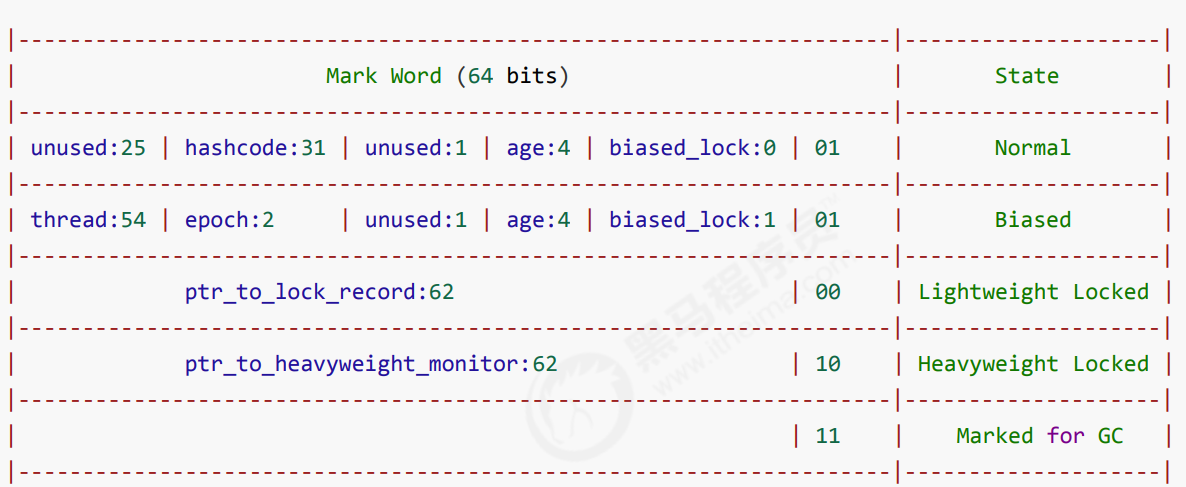 |--------------------------------------------------------------------|--------------------|
| Mark Word (64 bits) | State |
|--------------------------------------------------------------------|--------------------|
| unused:25 | hashcode:31 | unused:1 | age:4 | biased_lock:0 | 01 | Normal |
|--------------------------------------------------------------------|--------------------|
| thread:54 | epoch:2 | unused:1 | age:4 | biased_lock:1 | 01 | Biased |
|--------------------------------------------------------------------|--------------------|
| ptr_to_lock_record:62 | 00 | Lightweight Locked |
|--------------------------------------------------------------------|--------------------|
| ptr_to_heavyweight_monitor:62 | 10 | Heavyweight Locked |
|--------------------------------------------------------------------|--------------------|
| | 11 | Marked for GC |
|--------------------------------------------------------------------|--------------------|
黑马程序员
www.itheima.com